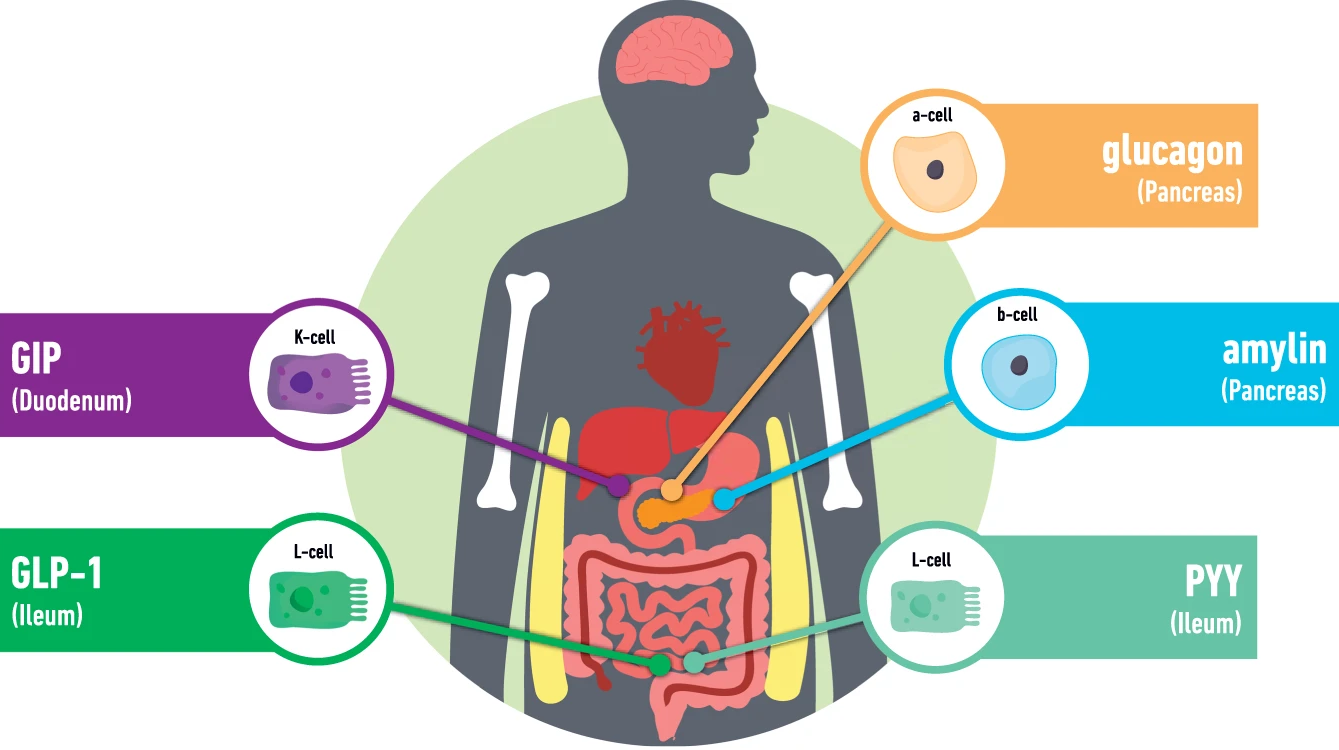 a-cell
glucagon
(Pancreas)
b-cell
amylin
(Pancreas)
K-cell
GIP
(Duodenum)
L-cell
GLP-1
(Ileum)
L-cell
PYY
(Ileum)